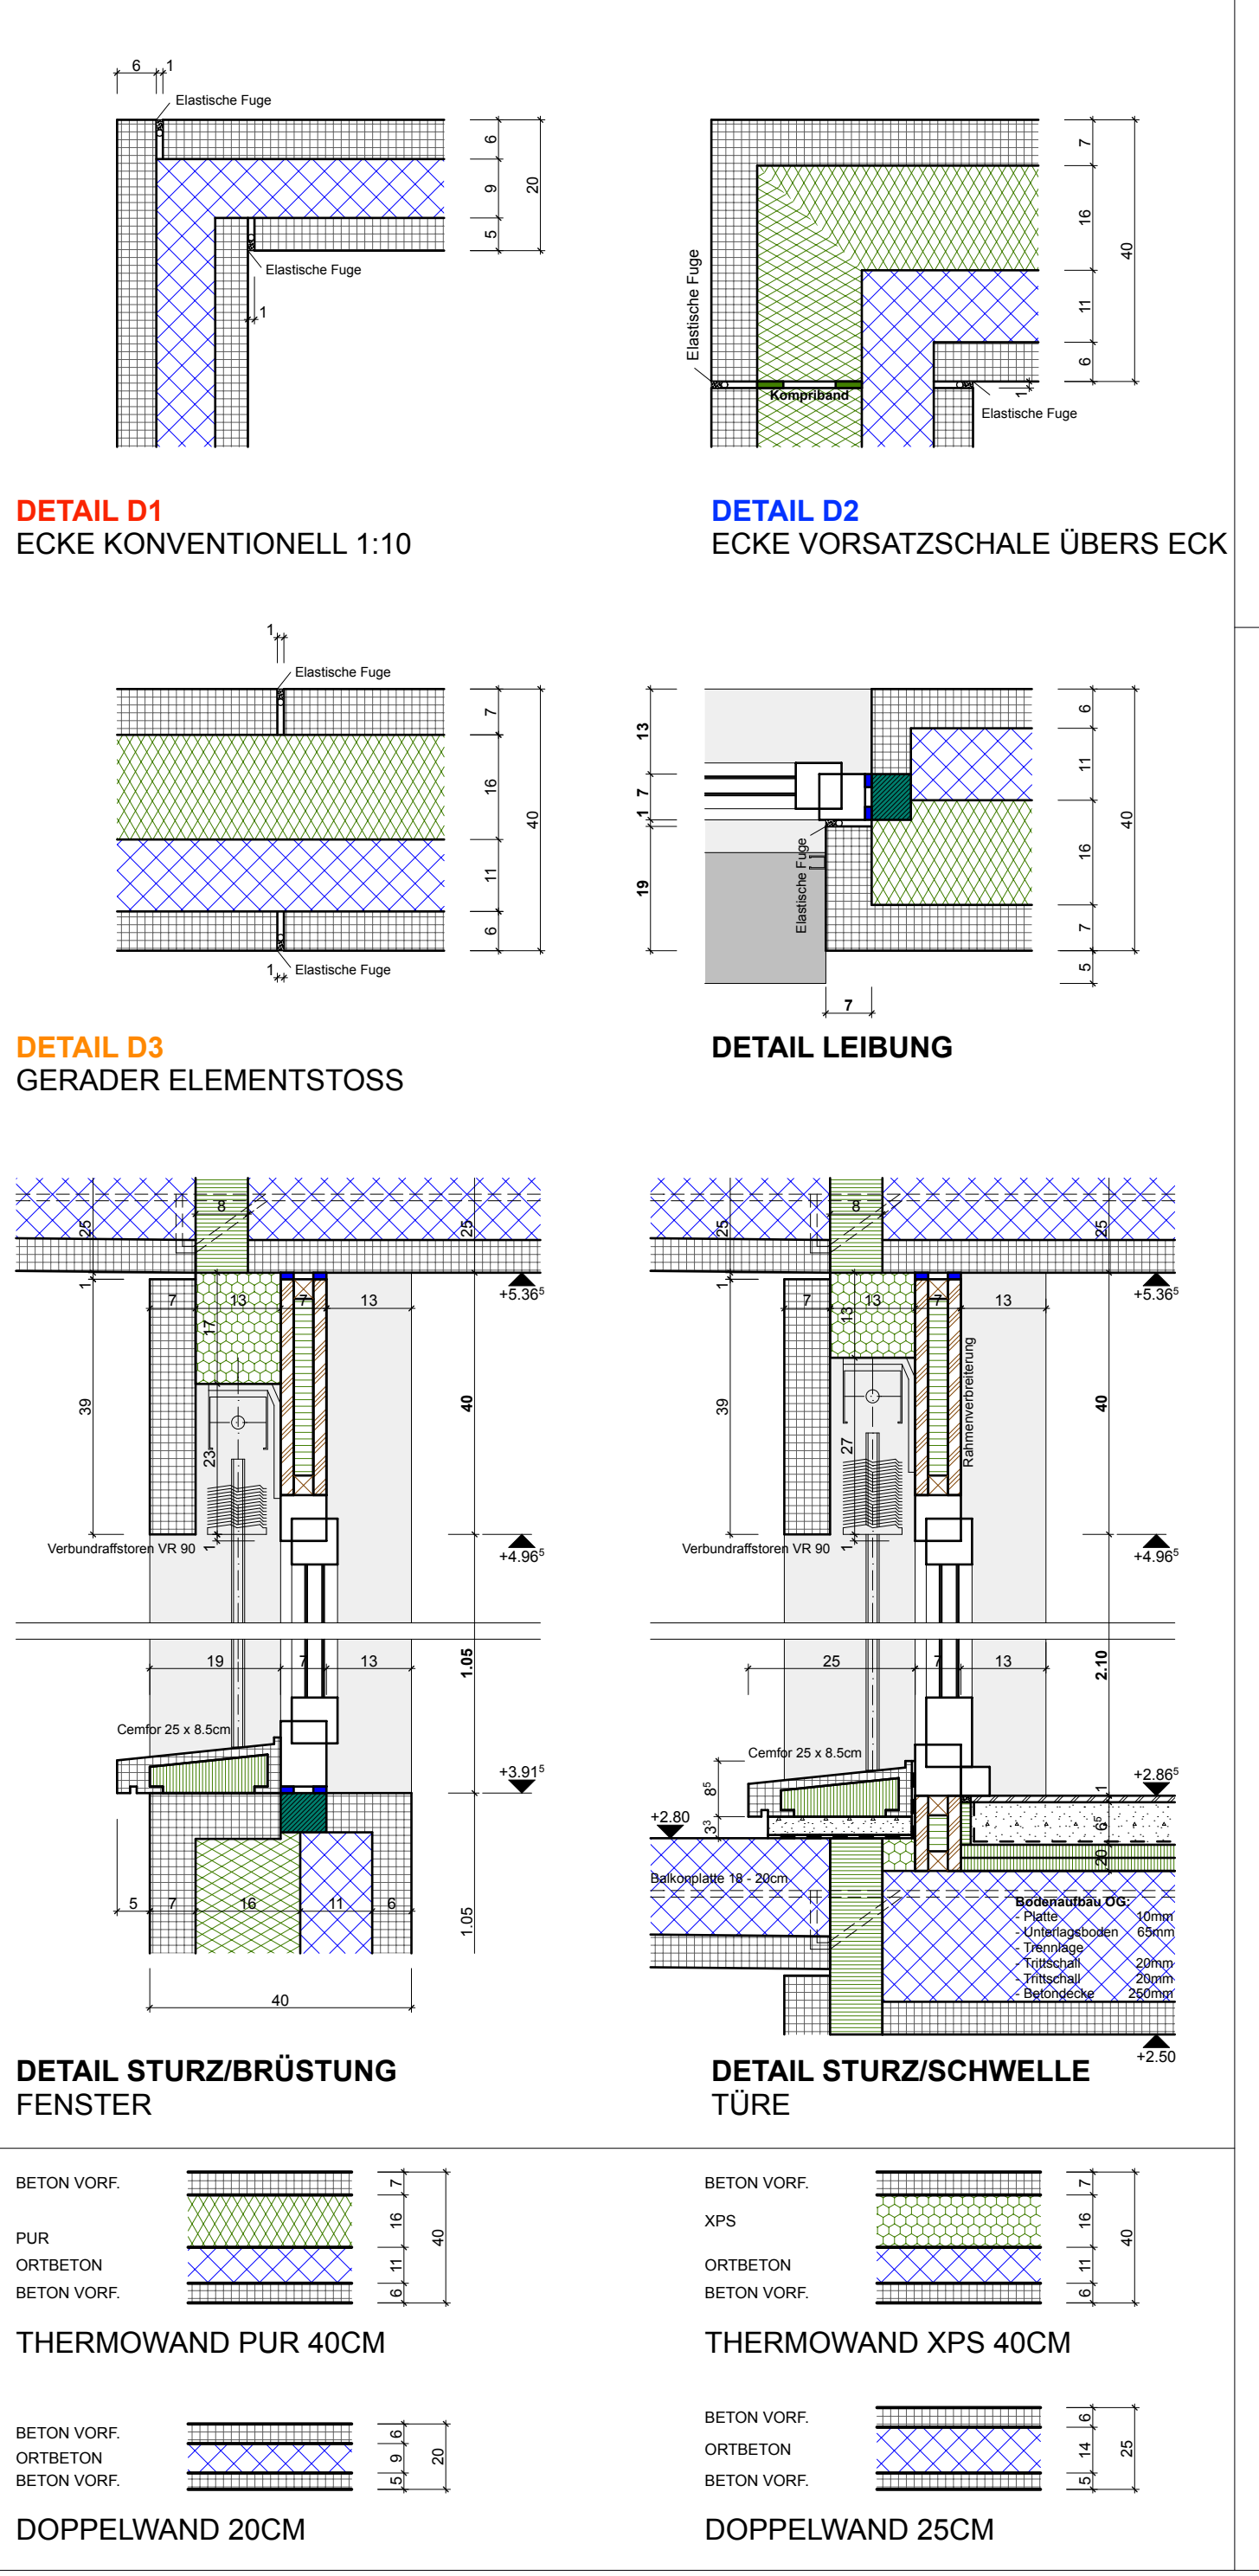 6 1
Elastische Fuge
6
9
20
5
Elastische Fuge
1
7
16
40
11
6
Elastische Fuge
Kompriband
1
Elastische Fuge
DETAIL D1
ECKE KONVENTIONELL 1:10
DETAIL D2
ECKE VORSATZSCHALE ÜBERS ECK
1
Elastische Fuge
7
16
40
11
6
1
Elastische Fuge
13
7
1
19
Elastische Fuge
6
11
40
16
7
5
7
DETAIL D3
GERADER ELEMENTSTOSS
DETAIL LEIBUNG
8
25
25
1
7 13 7 13
17
+5.36⁵
39
40
23
Verbundraffstoren VR 90
1
+4.96⁵
19 7 13
1.05
Cemfor 25 x 8.5cm
+3.91⁵
5 7 16 11 6
1.05
40
8
25
25
1
7 13 7 13
13
+5.36⁵
Rahmenverbreiterung
39
40
27
Verbundraffstoren VR 90
1
+4.96⁵
25 7 13
2.10
Cemfor 25 x 8.5cm
8⁵
+2.86⁵
1
+2.80
3³
6⁵
20
Balkonplatte 18 - 20cm
Bodenaufbau OG:
- Platte 10mm
- Unterlagsboden 65mm
- Trennlage
- Trittschall 20mm
- Trittschall 20mm
- Betondecke 250mm
+2.50
DETAIL STURZ/BRÜSTUNG
FENSTER
DETAIL STURZ/SCHWELLE
TÜRE
BETON VORF.
PUR
ORTBETON
BETON VORF.
7
16
40
11
6
THERMOWAND PUR 40CM
BETON VORF.
XPS
ORTBETON
BETON VORF.
7
16
40
11
6
THERMOWAND XPS 40CM
BETON VORF.
ORTBETON
BETON VORF.
6
9
20
5
DOPPELWAND 20CM
BETON VORF.
ORTBETON
BETON VORF.
6
14
25
5
DOPPELWAND 25CM